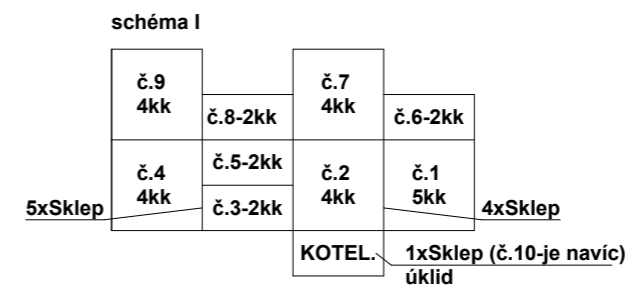 schéma I
č.9
4kk
č.8-2kk
č.7
4kk
č.6-2kk
č.4
4kk
č.5-2kk
č.3-2kk
č.2
4kk
č.1
5kk
5xSklep
4xSklep
KOTEL.
1xSklep (č.10-je navíc)
úklid